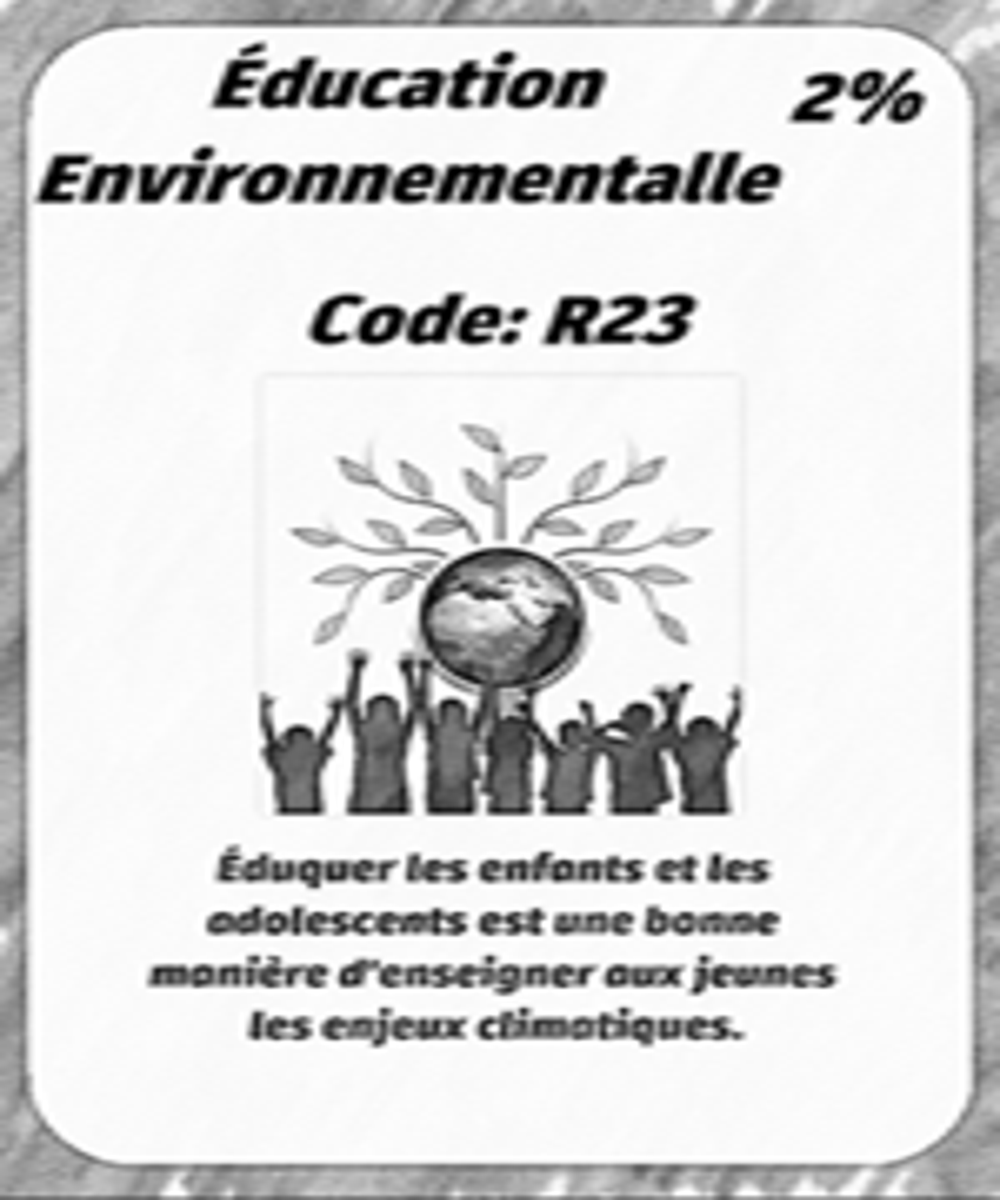 Éducation 2%
Environnementalle
Code: R23
Éduquer les enfants et les
adolescents est une bonne
manière d'enseigner aux jeunes
les enjeux climatiques.